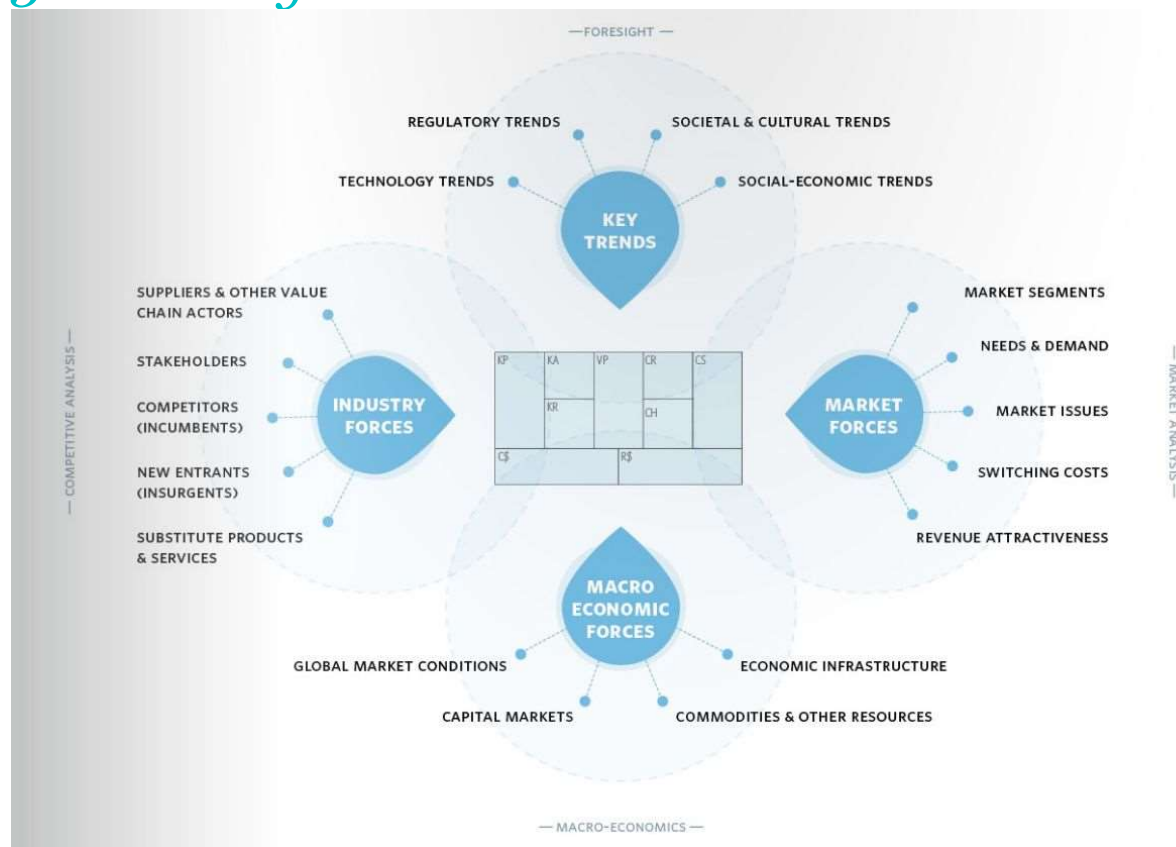 — FORESIGHT —
REGULATORY TRENDS
SOCIETAL & CULTURAL TRENDS
TECHNOLOGY TRENDS
SOCIAL-ECONOMIC TRENDS
KEY
TRENDS
— COMPETITIVE ANALYSIS —
SUPPLIERS & OTHER VALUE
CHAIN ACTORS
STAKEHOLDERS
COMPETITORS
(INCUMBENTS)
NEW ENTRANTS
(INSURGENTS)
SUBSTITUTE PRODUCTS
& SERVICES
INDUSTRY
FORCES
KP
KA
VP
CR
CS
KR
CH
C$
R$
MARKET
FORCES
MARKET SEGMENTS
NEEDS & DEMAND
MARKET ISSUES
SWITCHING COSTS
REVENUE ATTRACTIVENESS
— MARKET ANALYSIS —
MACRO
ECONOMIC
FORCES
GLOBAL MARKET CONDITIONS
ECONOMIC INFRASTRUCTURE
CAPITAL MARKETS
COMMODITIES & OTHER RESOURCES
— MACRO-ECONOMICS —